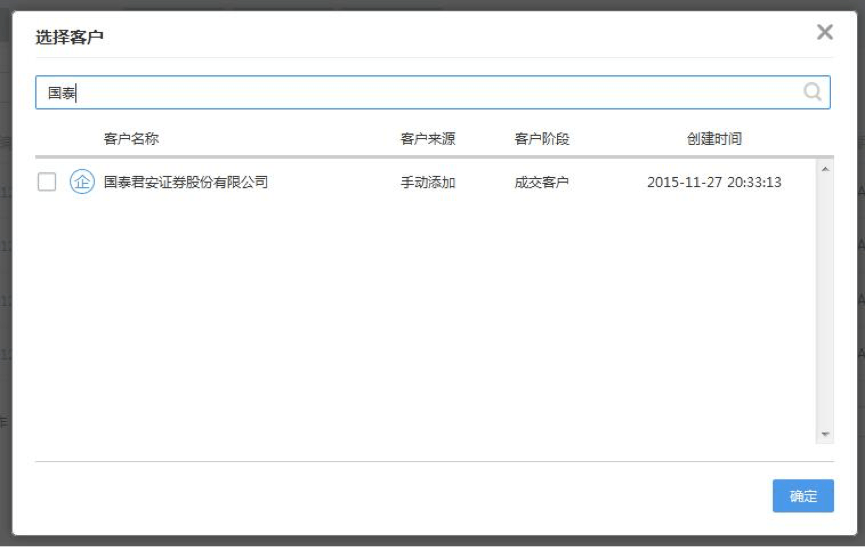 选择客户
国泰
客户名称 客户来源 客户阶段 创建时间
企 国泰君安证券股份有限公司 手动添加 成交客户 2015-11-27 20:33:13
确定